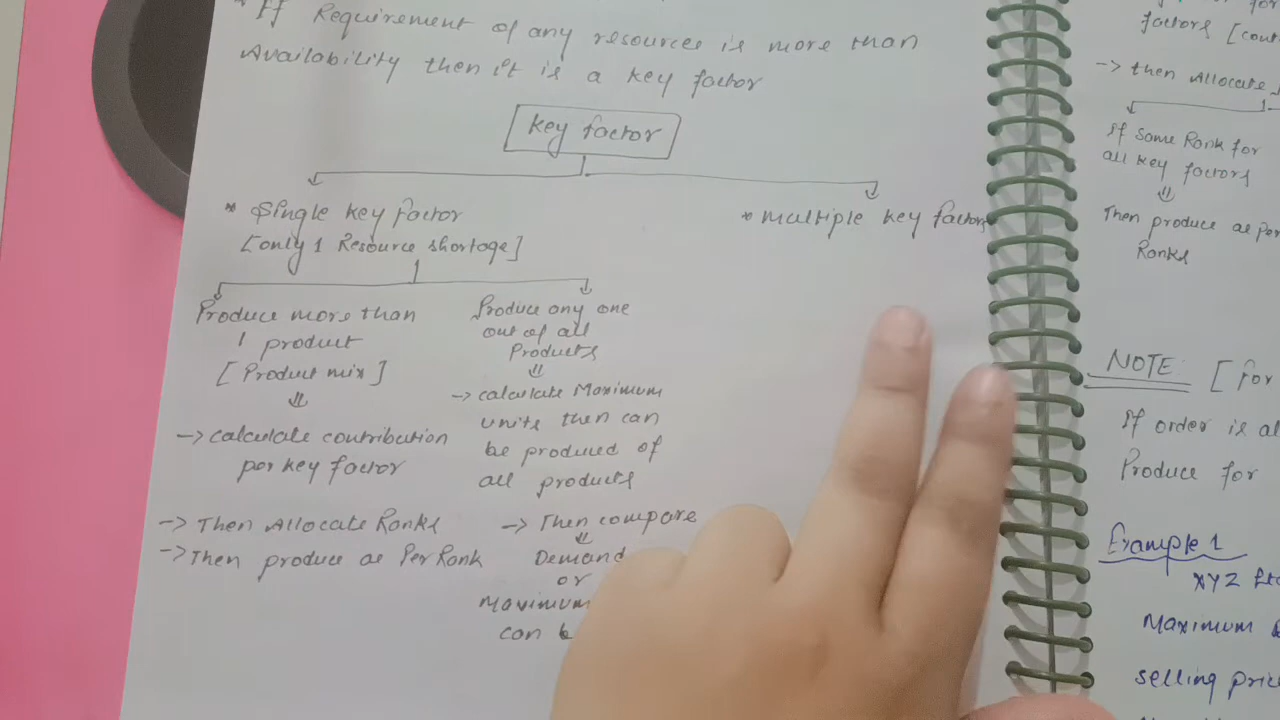 * If Requirement of any resources is more than
Availability then it is a key factor
Key factor
* Single key factor
[only 1 Resource shortage]
Produce more than
1 product
[Product mix]
-> calculate contribution
per key factor
-> Then Allocate Ranks
-> Then produce as Per Rank
Produce any one
out of all
Products
-> calculate Maximum
units then can
be produced of
all products
-> Then compare
Demand
or
Maximum
can b
* multiple key factors
for
factors [cont
-> then Allocate
If Same Rank for
all key factors
Then produce as per
Ranks
NOTE [for
If order is al
Produce for
Example 1
XYZ Ltd
Maximum
selling pric